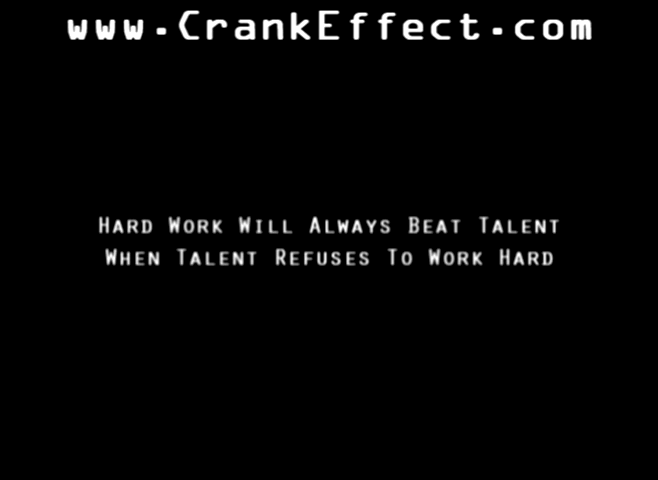 www.CrankEffect.com
Hard Work Will Always Beat Talent
When Talent Refuses To Work Hard